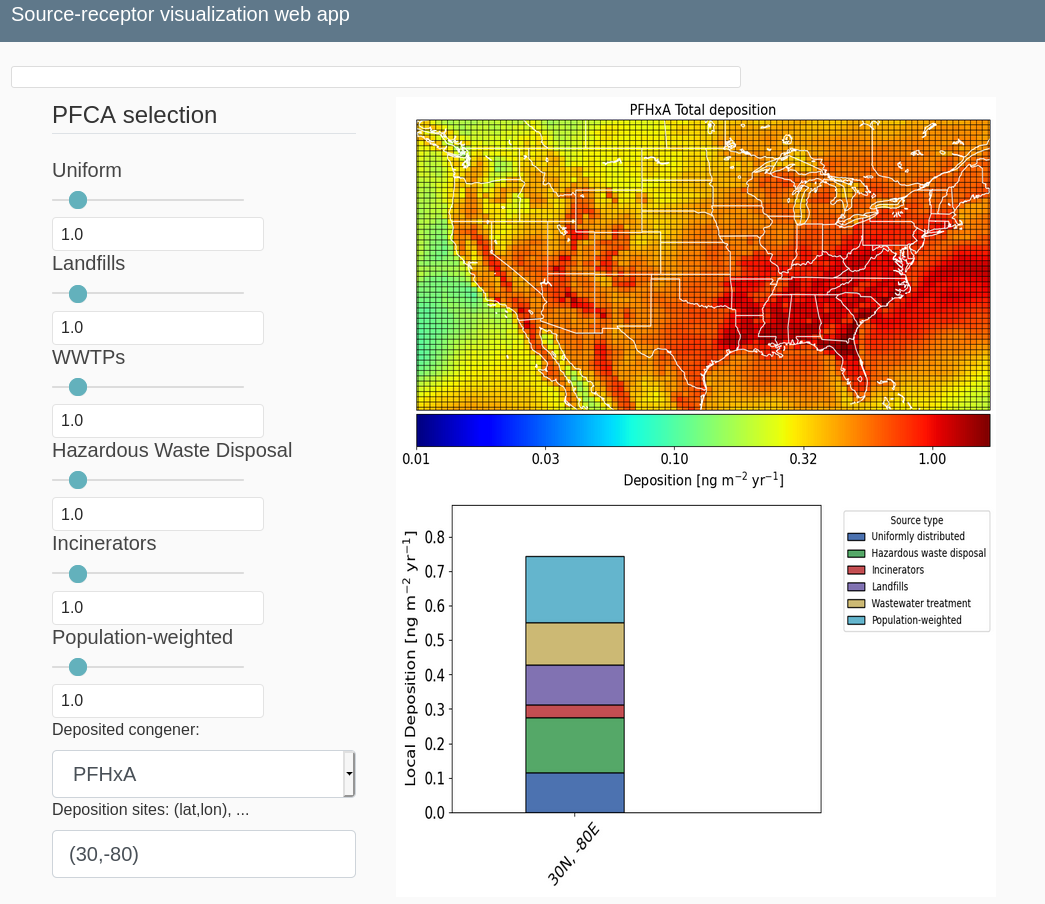 Source-receptor visualization web app
PFCA selection
Uniform
1.0
Landfills
1.0
WWTPs
1.0
Hazardous Waste Disposal
1.0
Incinerators
1.0
Population-weighted
1.0
Deposited congener:
PFHxA
Deposition sites: (lat,lon), ...
(30,-80)
PFHxA Total deposition
0.01 0.03 0.10 0.32 1.00
Deposition [ng m⁻² yr⁻¹]
Local Deposition [ng m⁻² yr⁻¹]
0.8
0.7
0.6
0.5
0.4
0.3
0.2
0.1
0.0
30N, -80E
Source type
Uniformly distributed
Hazardous waste disposal
Incinerators
Landfills
Wastewater treatment
Population-weighted